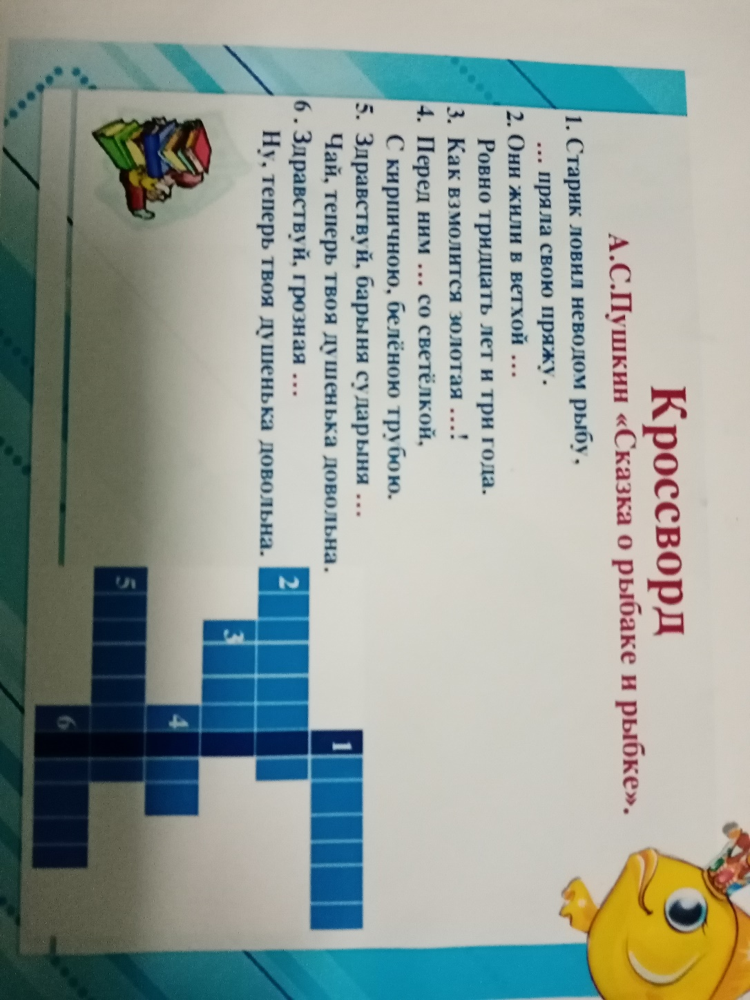 Кроссворд
А.С.Пушкин «Сказка о рыбаке и рыбке».
1. Старик ловил неводом рыбу,
… пряла свою пряжу.
2. Они жили в ветхой …
Ровно тридцать лет и три года.
3. Как взмолится золотая ….!
4. Перед ним … со светёлкой,
С кирпичною, белёною трубою.
5. Здравствуй, барыня сударыня …
Чай, теперь твоя душенька довольна.
6 . Здравствуй, грозная …
Ну, теперь твоя душенька довольна.
1
2
3
4
5
6